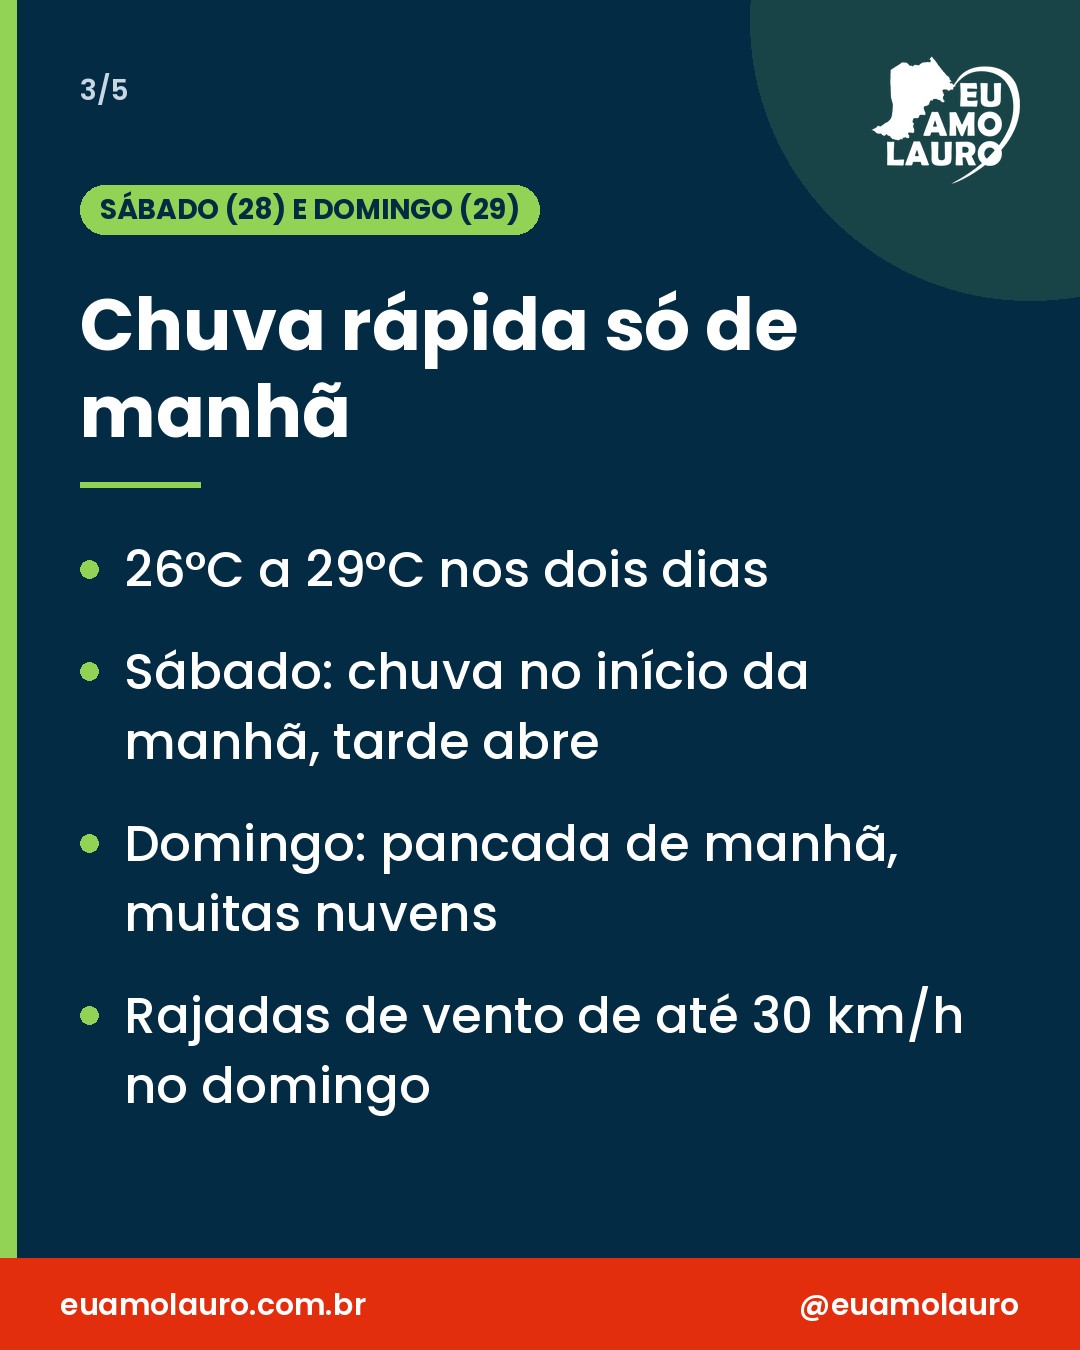 3/5
EU
AMO
LAURO
SÁBADO (28) E DOMINGO (29)
Chuva rápida só de
manhã
26°C a 29°C nos dois dias
Sábado: chuva no início da
manhã, tarde abre
Domingo: pancada de manhã,
muitas nuvens
Rajadas de vento de até 30 km/h
no domingo
euamolauro.com.br
@euamolauro